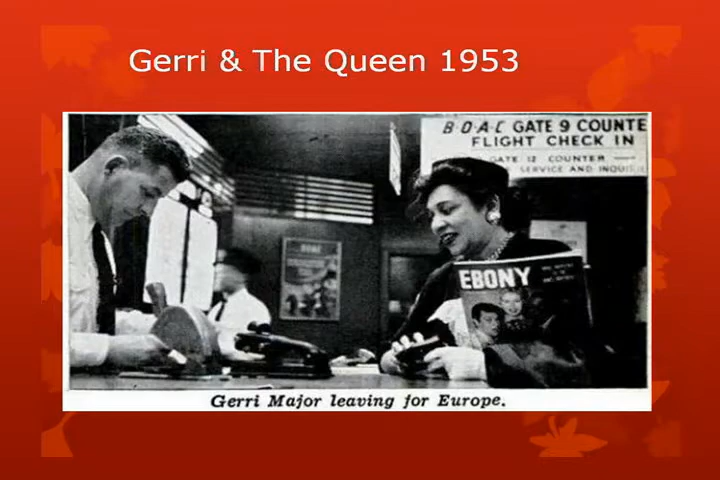 Gerri & The Queen 1953
B·O·A·C GATE 9 COUNTE
FLIGHT CHECK IN
GATE 12 COUNTER
SERVICE AND INQUI
EBONY
Gerri Major leaving for Europe.